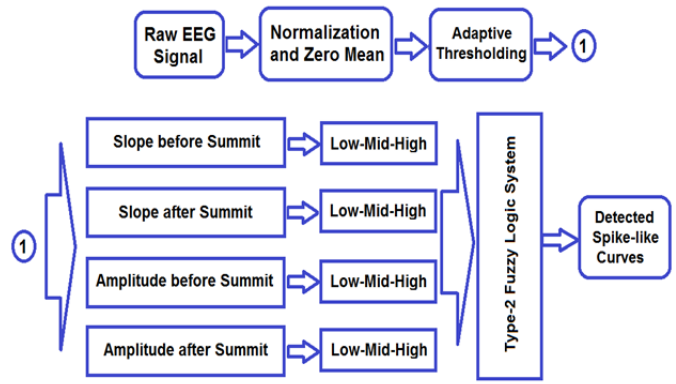 Raw EEG
Signal
Normalization
and Zero Mean
Adaptive
Thresholding
1
1
Slope before Summit
Low-Mid-High
Slope after Summit
Low-Mid-High
Amplitude before Summit
Low-Mid-High
Amplitude after Summit
Low-Mid-High
Type-2 Fuzzy Logic System
Detected
Spike-like
Curves